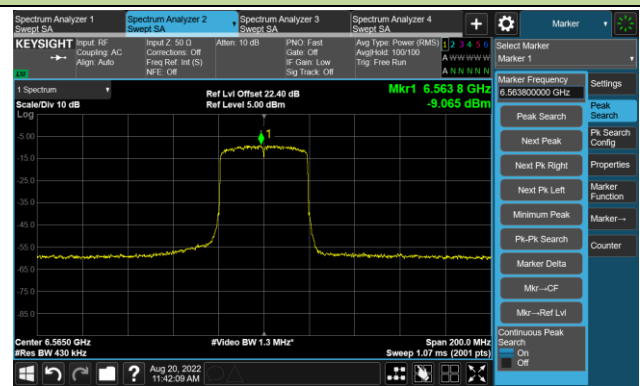 Spectrum Analyzer 1
Swept SA
Spectrum Analyzer 2
Swept SA
Spectrum Analyzer 3
Swept SA
Spectrum Analyzer 4
Swept SA
+
Marker
KEYSIGHT
Input: RF
Coupling: AC
Align: Auto
Input Z: 50 Ω
Corrections: Off
Freq Ref: Int (S)
NFE: Off
Atten: 10 dB
PNO: Fast
Gate: Off
IF Gain: Low
Sig Track: Off
Avg Type: Power (RMS)
Avg|Hold: 100/100
Trig: Free Run
1 2 3 4 5 6
A W W W W W
A N N N N N
LXI
Select Marker
Marker 1
1 Spectrum
Scale/Div 10 dB
Log
Ref Lvl Offset 22.40 dB
Ref Level 5.00 dBm
Mkr1 6.563 8 GHz
-9.065 dBm
1
-5.00
-15.0
-25.0
-35.0
-45.0
-55.0
-65.0
-75.0
-85.0
Center 6.5650 GHz
#Res BW 430 kHz
#Video BW 1.3 MHz*
Span 200.0 MHz
Sweep 1.07 ms (2001 pts)
Marker Frequency
6.563800000 GHz
Peak Search
Next Peak
Next Pk Right
Next Pk Left
Minimum Peak
Pk-Pk Search
Marker Delta
Mkr→CF
Mkr→Ref Lvl
Continuous Peak
Search
On
Off
Settings
Peak
Search
Pk Search
Config
Properties
Marker
Function
Marker→
Counter
?
Aug 20, 2022
11:42:09 AM